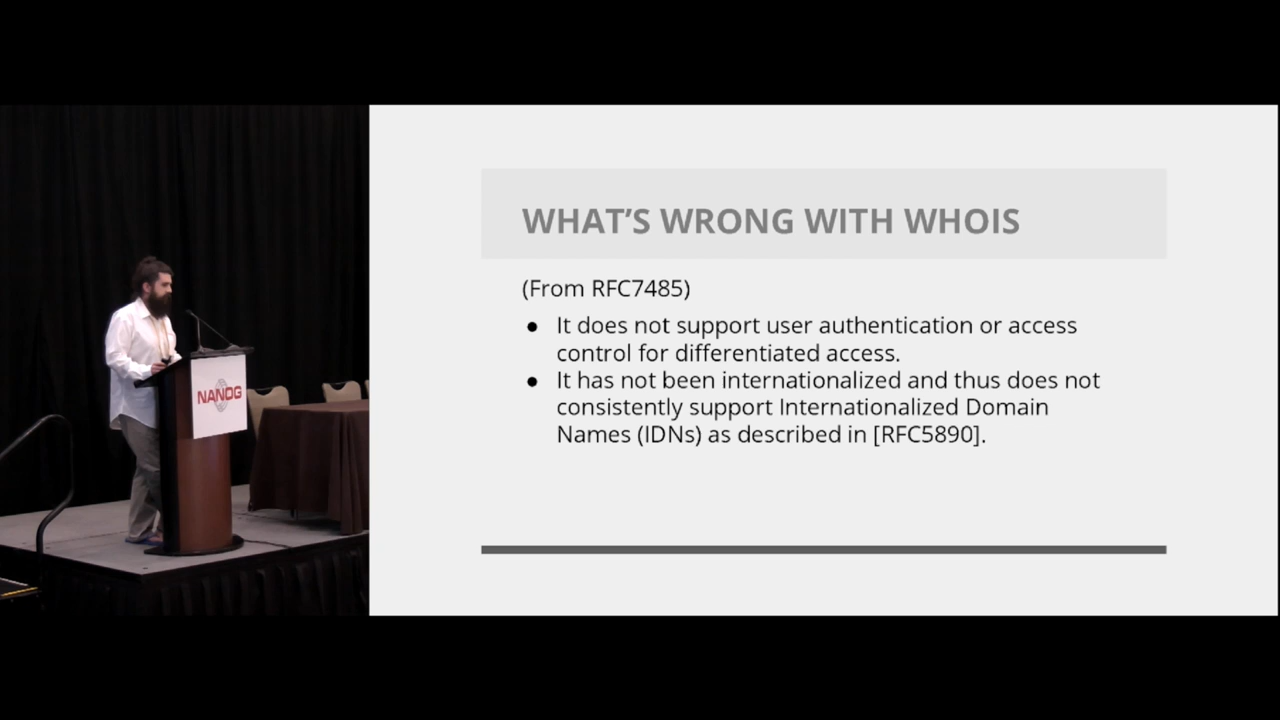 NANOG
WHAT'S WRONG WITH WHOIS
(From RFC7485)
● It does not support user authentication or access
control for differentiated access.
● It has not been internationalized and thus does not
consistently support Internationalized Domain
Names (IDNs) as described in [RFC5890].